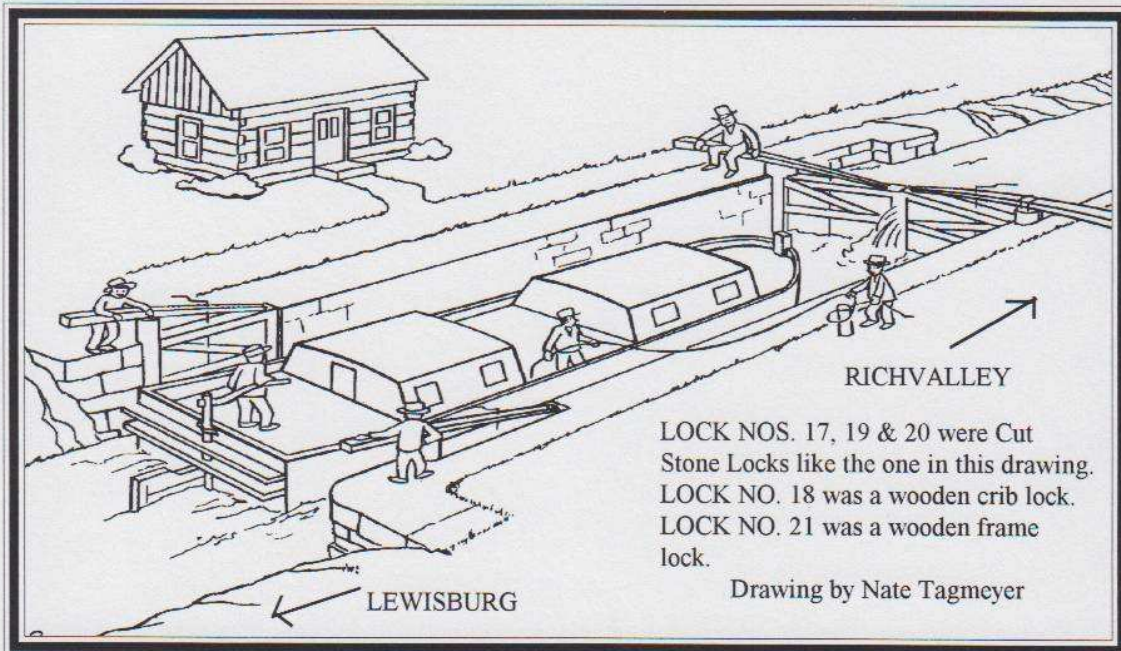 RICHVALLEY
LOCK NOS. 17, 19 & 20 were Cut
Stone Locks like the one in this drawing.
LOCK NO. 18 was a wooden crib lock.
LOCK NO. 21 was a wooden frame
lock.
Drawing by Nate Tagmeyer
LEWISBURG